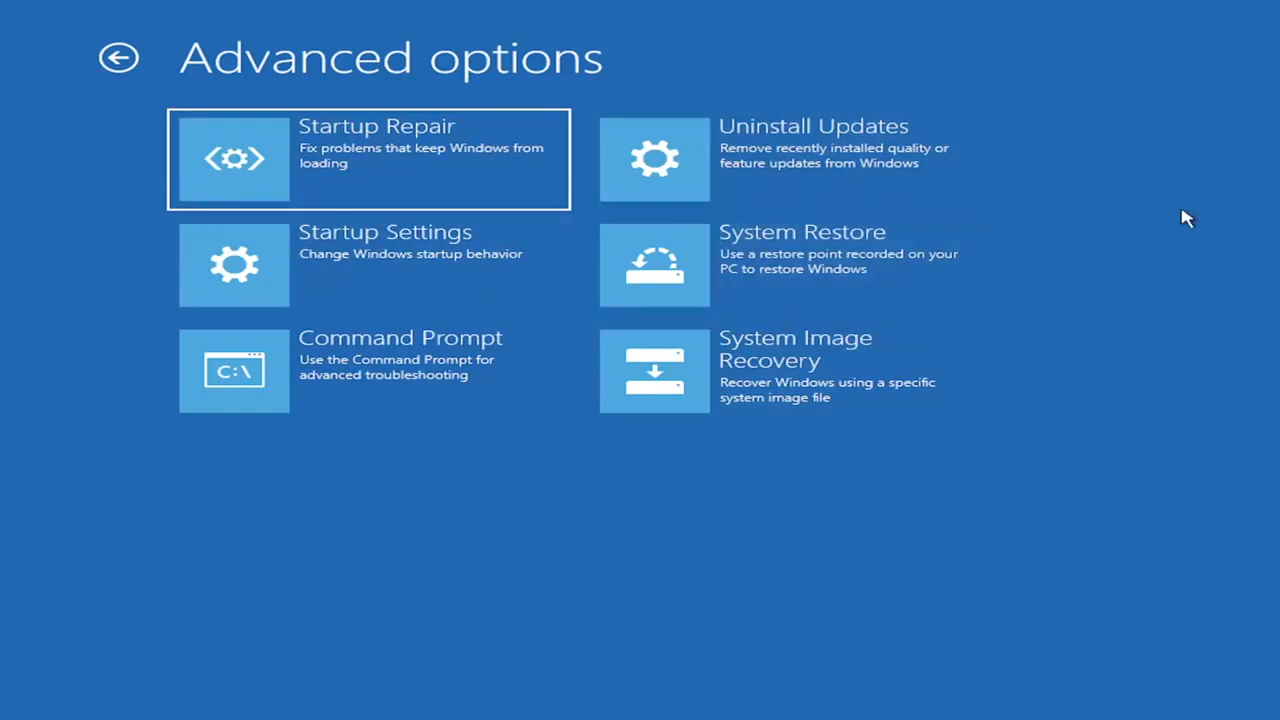 Advanced options
Startup Repair
Fix problems that keep Windows from
loading
Uninstall Updates
Remove recently installed quality or
feature updates from Windows
Startup Settings
Change Windows startup behavior
System Restore
Use a restore point recorded on your
PC to restore Windows
Command Prompt
Use the Command Prompt for
advanced troubleshooting
C:\
System Image
Recovery
Recover Windows using a specific
system image file